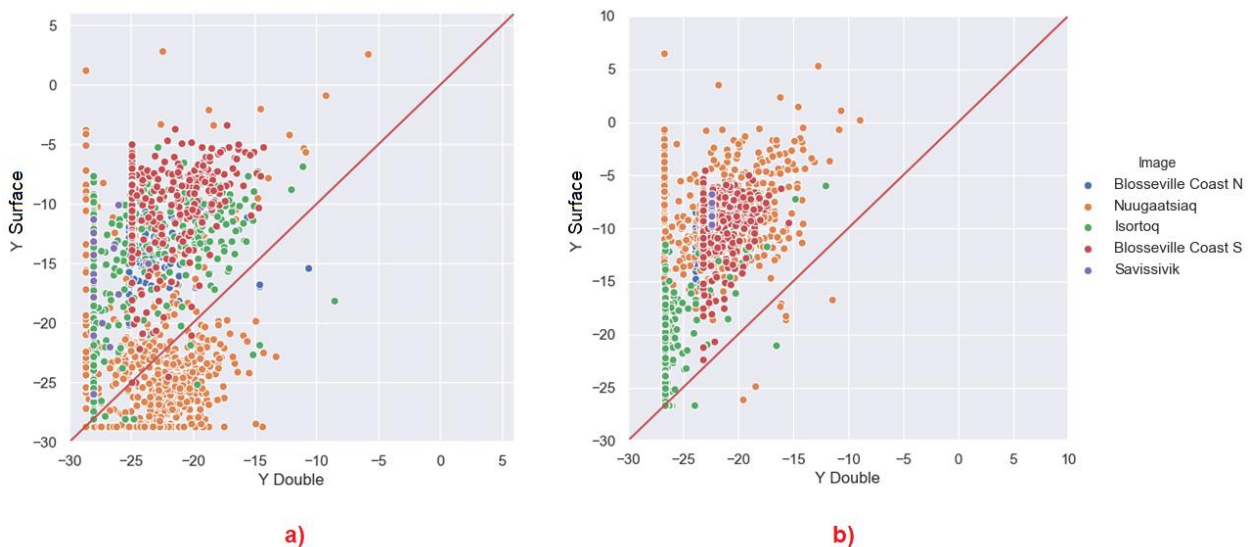 5
0
−5
−10
−15
−20
−25
−30
Y Surface
−30 −25 −20 −15 −10 −5 0 5
Y Double
a)
10
5
0
−5
−10
−15
−20
−25
−30
Y Surface
−30 −25 −20 −15 −10 −5 0 5 10
Y Double
b)
Image
Blosseville Coast N
Nuugaatsiaq
Isortoq
Blosseville Coast S
Savissivik